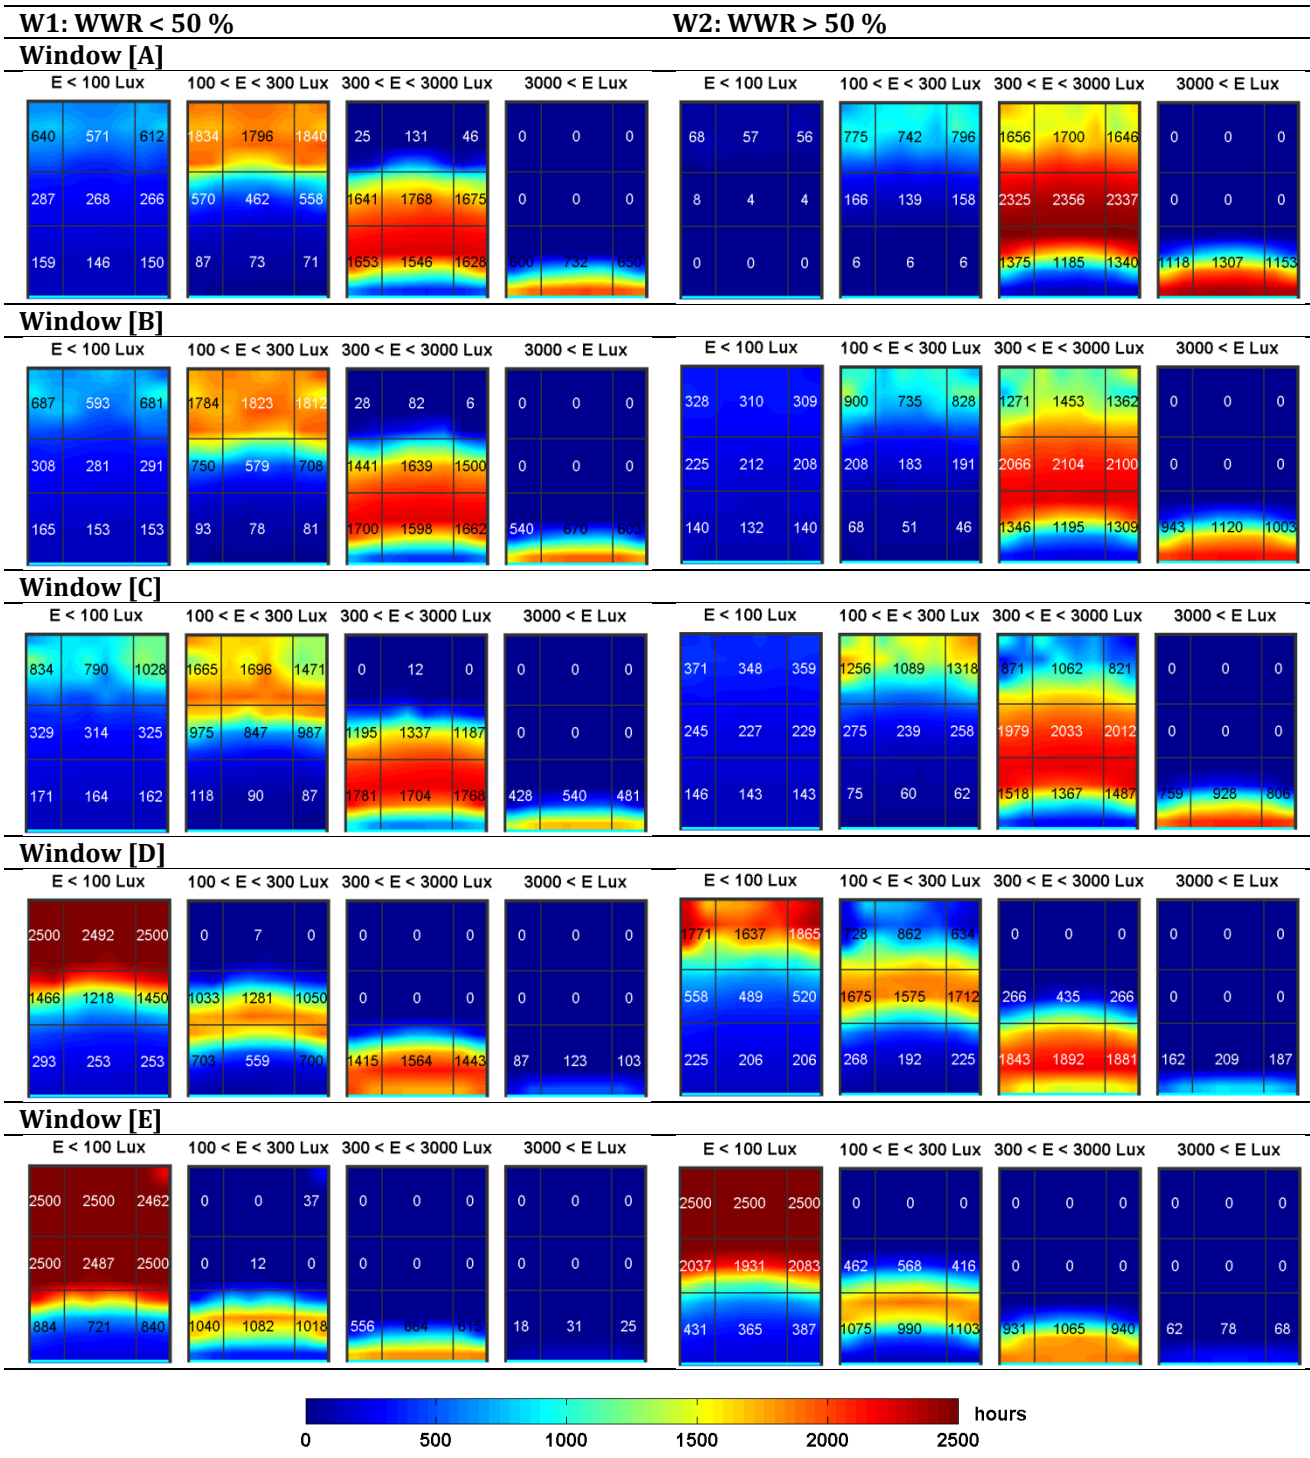 W1: WWR < 50 % W2: WWR > 50 %
Window [A]
E < 100 Lux 100 < E < 300 Lux 300 < E < 3000 Lux 3000 < E Lux E < 100 Lux 100 < E < 300 Lux 300 < E < 3000 Lux 3000 < E Lux
640 571 612 1834 1796 1840 25 131 46 0 0 0 68 57 56 775 742 796 1656 1700 1646 0 0 0
287 268 266 570 462 558 1641 1768 1675 0 0 0 8 4 4 166 139 158 2325 2356 2337 0 0 0
159 146 150 87 73 71 1653 1546 1628 600 732 650 0 0 0 6 6 6 1375 1185 1340 1118 1307 1153
Window [B]
E < 100 Lux 100 < E < 300 Lux 300 < E < 3000 Lux 3000 < E Lux E < 100 Lux 100 < E < 300 Lux 300 < E < 3000 Lux 3000 < E Lux
687 593 681 1784 1823 1812 28 82 6 0 0 0 328 310 309 900 735 828 1271 1453 1362 0 0 0
308 281 291 750 579 708 1441 1639 1500 0 0 0 225 212 208 208 183 191 2066 2104 2100 0 0 0
165 153 153 93 78 81 1700 1598 1662 540 670 603 140 132 140 68 51 46 1346 1195 1309 943 1120 1003
Window [C]
E < 100 Lux 100 < E < 300 Lux 300 < E < 3000 Lux 3000 < E Lux E < 100 Lux 100 < E < 300 Lux 300 < E < 3000 Lux 3000 < E Lux
834 790 1028 1665 1696 1471 0 12 0 0 0 0 371 348 359 1256 1089 1318 871 1062 821 0 0 0
329 314 325 975 847 987 1195 1337 1187 0 0 0 245 227 229 275 239 258 1979 2033 2012 0 0 0
171 164 162 118 90 87 1781 1704 1768 428 540 481 146 143 143 75 60 62 1518 1367 1487 759 928 806
Window [D]
E < 100 Lux 100 < E < 300 Lux 300 < E < 3000 Lux 3000 < E Lux E < 100 Lux 100 < E < 300 Lux 300 < E < 3000 Lux 3000 < E Lux
2500 2492 2500 0 7 0 0 0 0 0 0 0 1771 1637 1865 728 862 634 0 0 0 0 0 0
1466 1218 1450 1033 1281 1050 0 0 0 0 0 0 558 489 520 1675 1575 1712 266 435 266 0 0 0
293 253 253 703 559 700 1415 1564 1443 87 123 103 225 206 206 268 192 225 1843 1892 1881 162 209 187
Window [E]
E < 100 Lux 100 < E < 300 Lux 300 < E < 3000 Lux 3000 < E Lux E < 100 Lux 100 < E < 300 Lux 300 < E < 3000 Lux 3000 < E Lux
2500 2500 2462 0 0 37 0 0 0 0 0 0 2500 2500 2500 0 0 0 0 0 0 0 0 0
2500 2487 2500 0 12 0 0 0 0 0 0 0 2037 1931 2083 462 568 416 0 0 0 0 0 0
884 721 840 1040 1082 1018 556 664 615 18 31 25 431 365 387 1075 990 1103 931 1065 940 62 78 68
hours
0 500 1000 1500 2000 2500